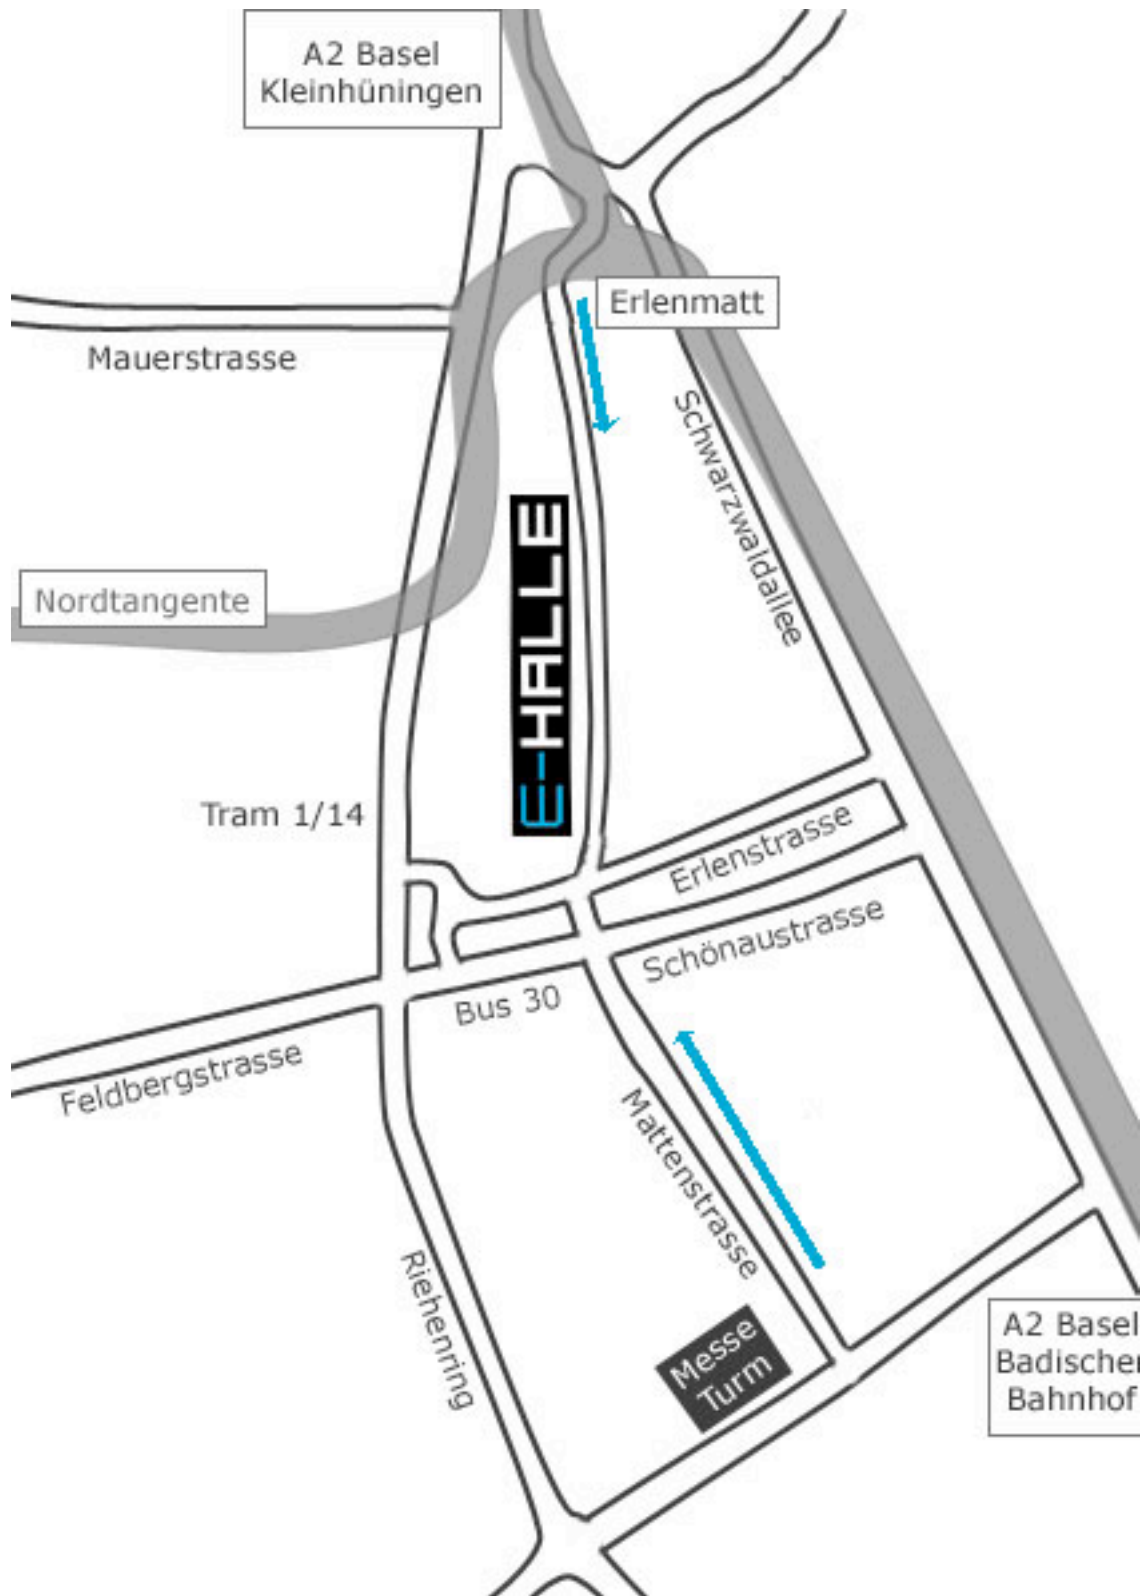 A2 Basel
Kleinhüningen
Erlenmatt
Mauerstrasse
Schwarzwaldallee
E-HALLE
Nordtangente
Tram 1/14
Erlenstrasse
Schönaustrasse
Bus 30
Feldbergstrasse
Mattenstrasse
Riehenring
Messe
Turm
A2 Basel
Badischer
Bahnhof